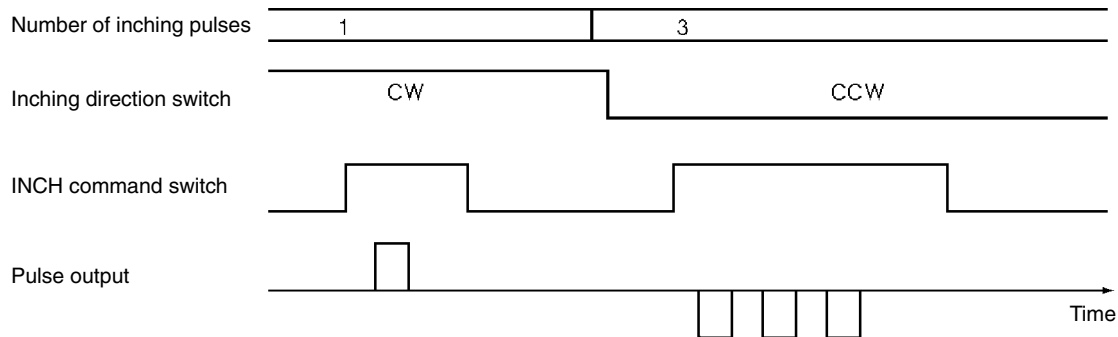 Number of inching pulses 1 3
Inching direction switch CW CCW
INCH command switch
Pulse output
Time